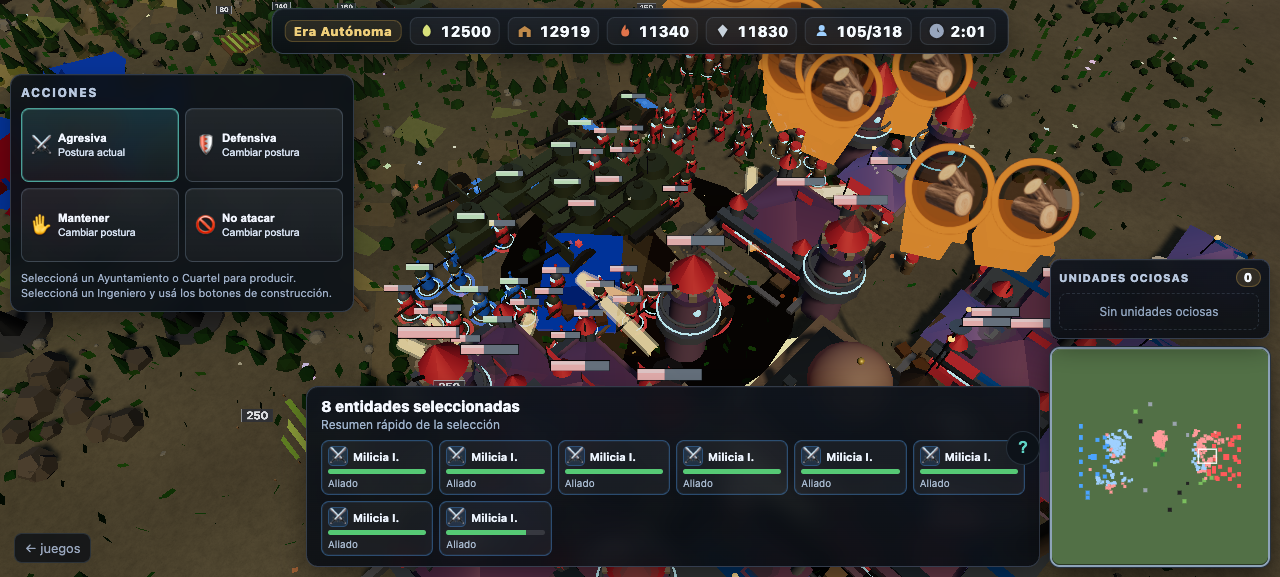 80
Era Autónoma
12500
12919
11340
11830
105/318
2:01
ACCIONES
Agresiva
Postura actual
Defensiva
Cambiar postura
Mantener
Cambiar postura
No atacar
Cambiar postura
Seleccioná un Ayuntamiento o Cuartel para producir.
Seleccioná un Ingeniero y usá los botones de construcción.
UNIDADES OCIOSAS
0
Sin unidades ociosas
250
8 entidades seleccionadas
Resumen rápido de la selección
?
Milicia I.
Aliado
Milicia I.
Aliado
Milicia I.
Aliado
Milicia I.
Aliado
Milicia I.
Aliado
Milicia I.
Aliado
Milicia I.
Aliado
Milicia I.
Aliado
← juegos